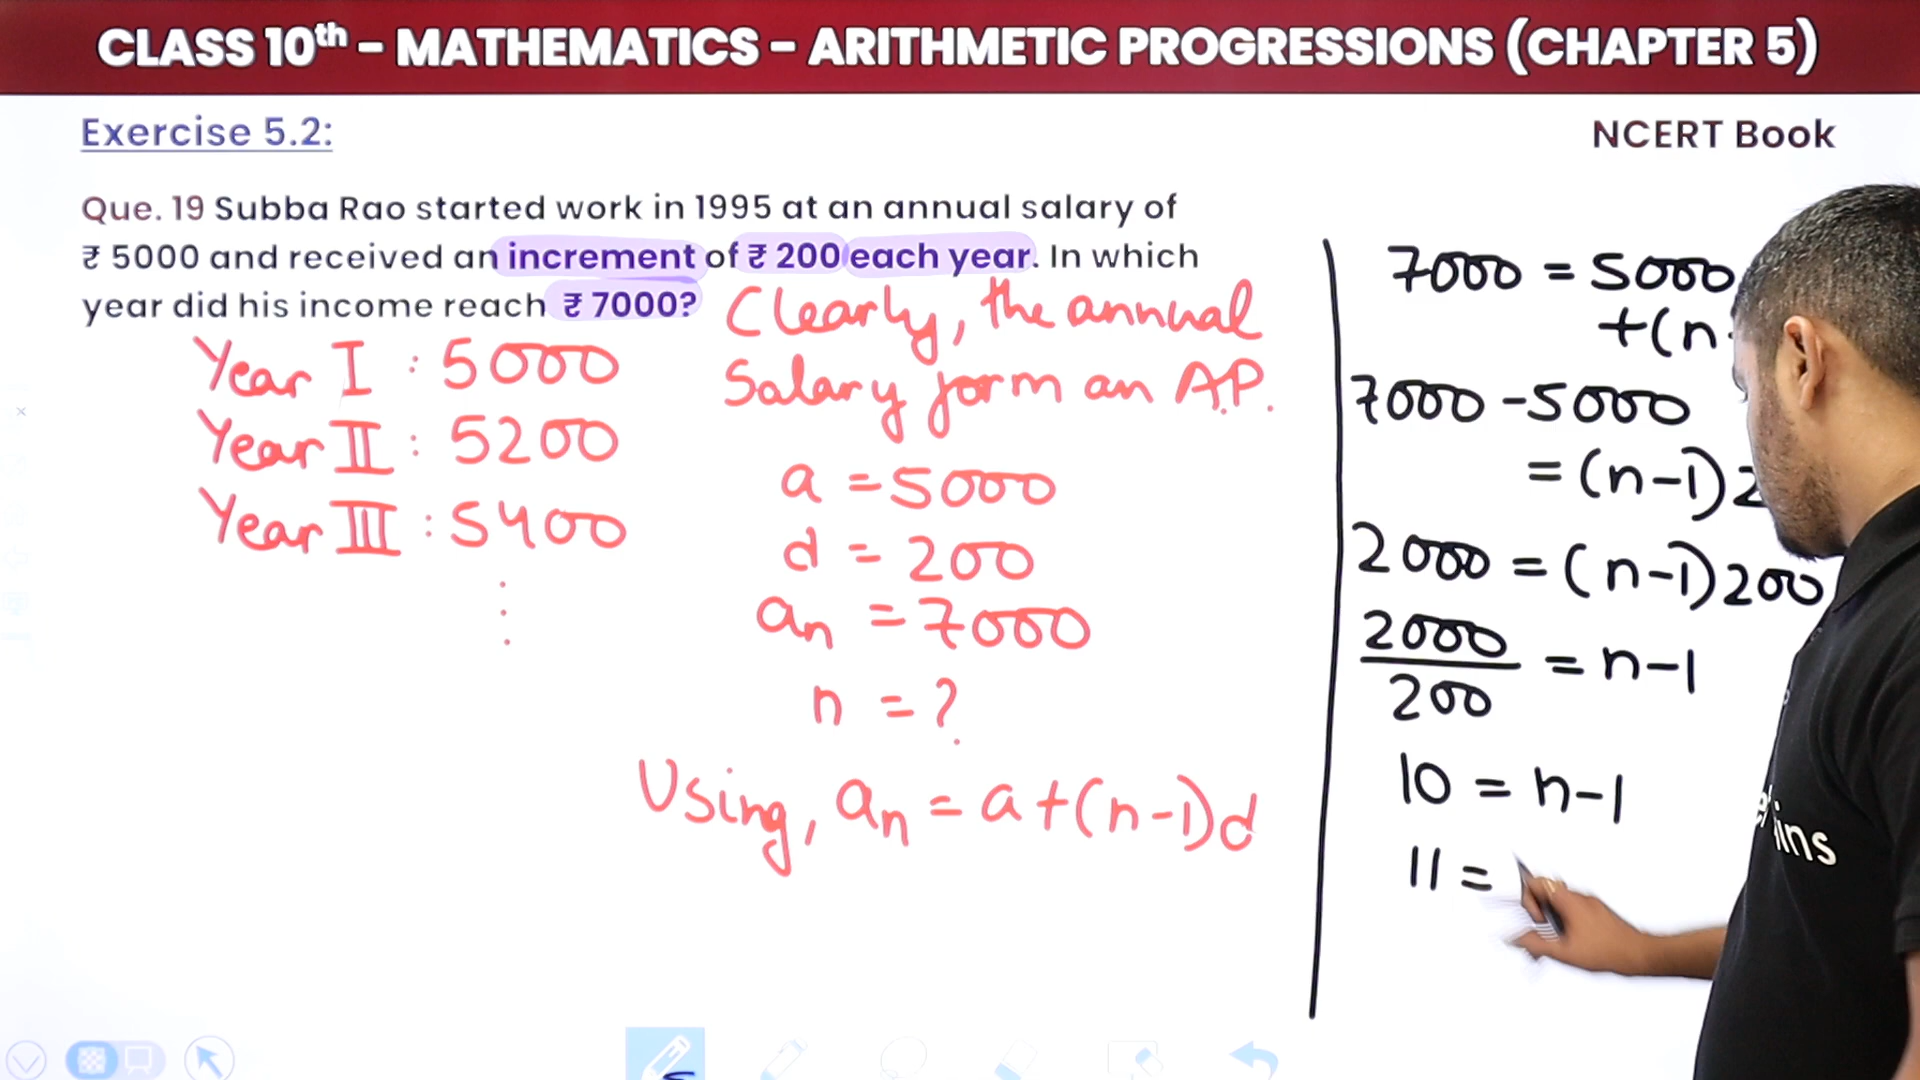 CLASS 10th - MATHEMATICS - ARITHMETIC PROGRESSIONS (CHAPTER 5)
Exercise 5.2:
NCERT Book
Que. 19 Subba Rao started work in 1995 at an annual salary of
₹ 5000 and received an increment of ₹ 200 each year. In which
year did his income reach ₹ 7000?
Clearly, the annual
Salary form an A.P.
Year I : 5000
Year II : 5200
Year III : 5400
⋮
a = 5000
d = 200
an = 7000
n = ?
Using, an = a+(n-1)d
7000 = 5000
+(n-
7000 - 5000
= (n-1)2
2000 = (n-1)200
2000/200 = n-1
10 = n-1
11 =